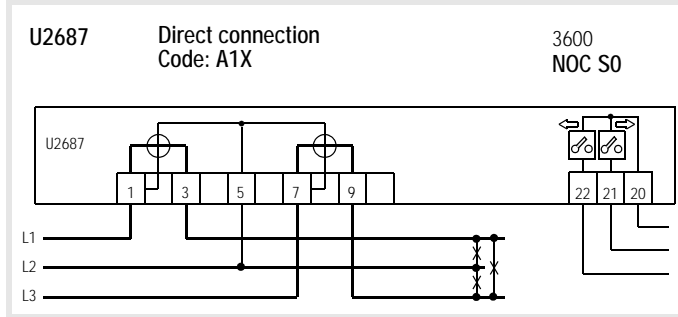 U2687 Direct connection 3600
Code: A1X NOC S0
U2687
1 3 5 7 9 22 21 20
L1
L2
L3